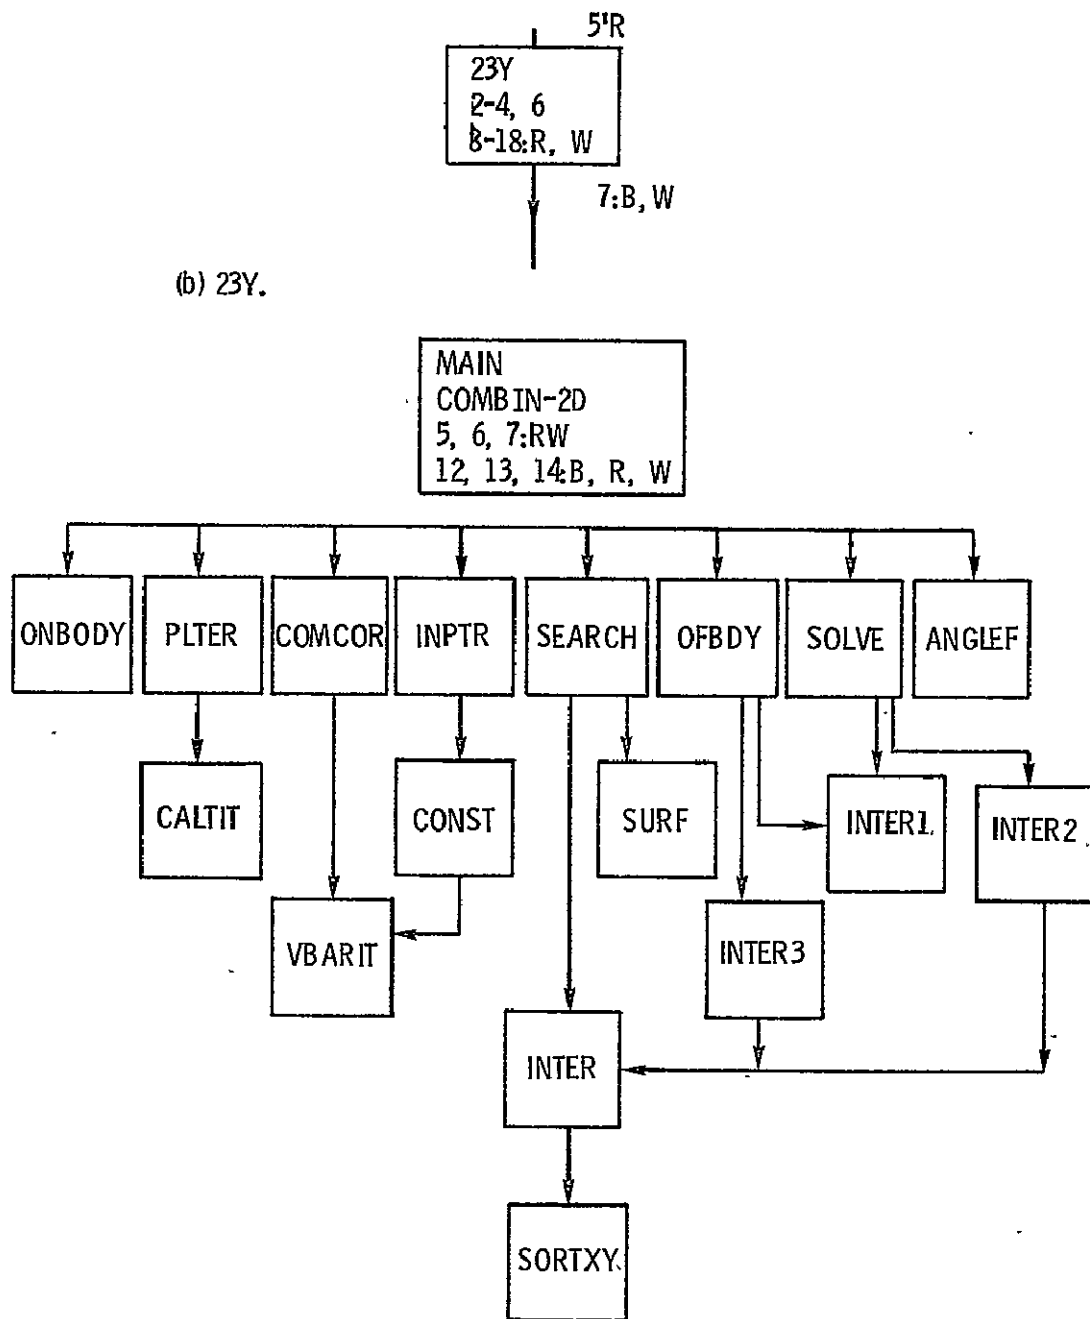 5'R
23Y
2-4, 6
8-18:R, W
7:B, W
(b) 23Y.
MAIN
COMBIN-2D
5, 6, 7:RW
12, 13, 14:B, R, W
ONBODY PLTER COMCOR INPTR SEARCH OFBDY SOLVE ANGLEF
CALTIT CONST SURF INTER1 INTER2
VBARIT INTER3
INTER
SORTXY